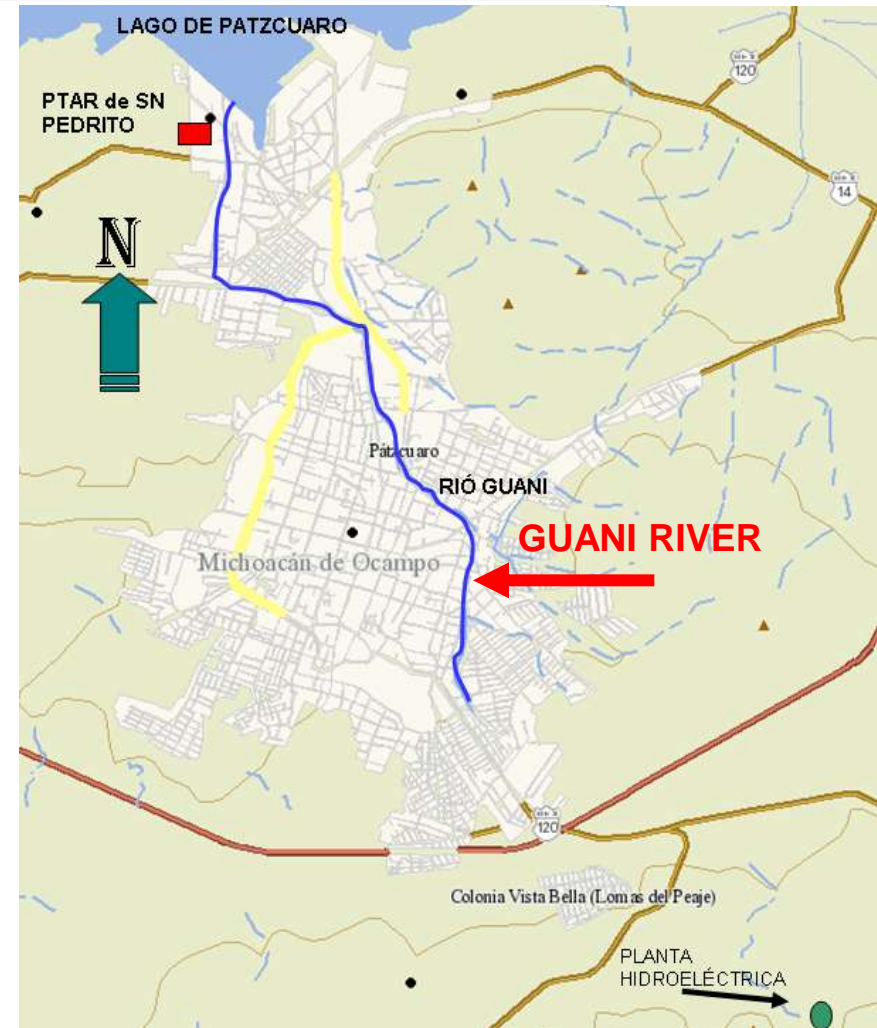 LAGO DE PATZCUARO
PTAR de SN
PEDRITO
120
14
N
Pátzcuaro
RIÓ GUANI
GUANI RIVER
Michoacán de Ocampo
120
Colonia Vista Bella (Lomas del Peaje)
PLANTA
HIDROELÉCTRICA